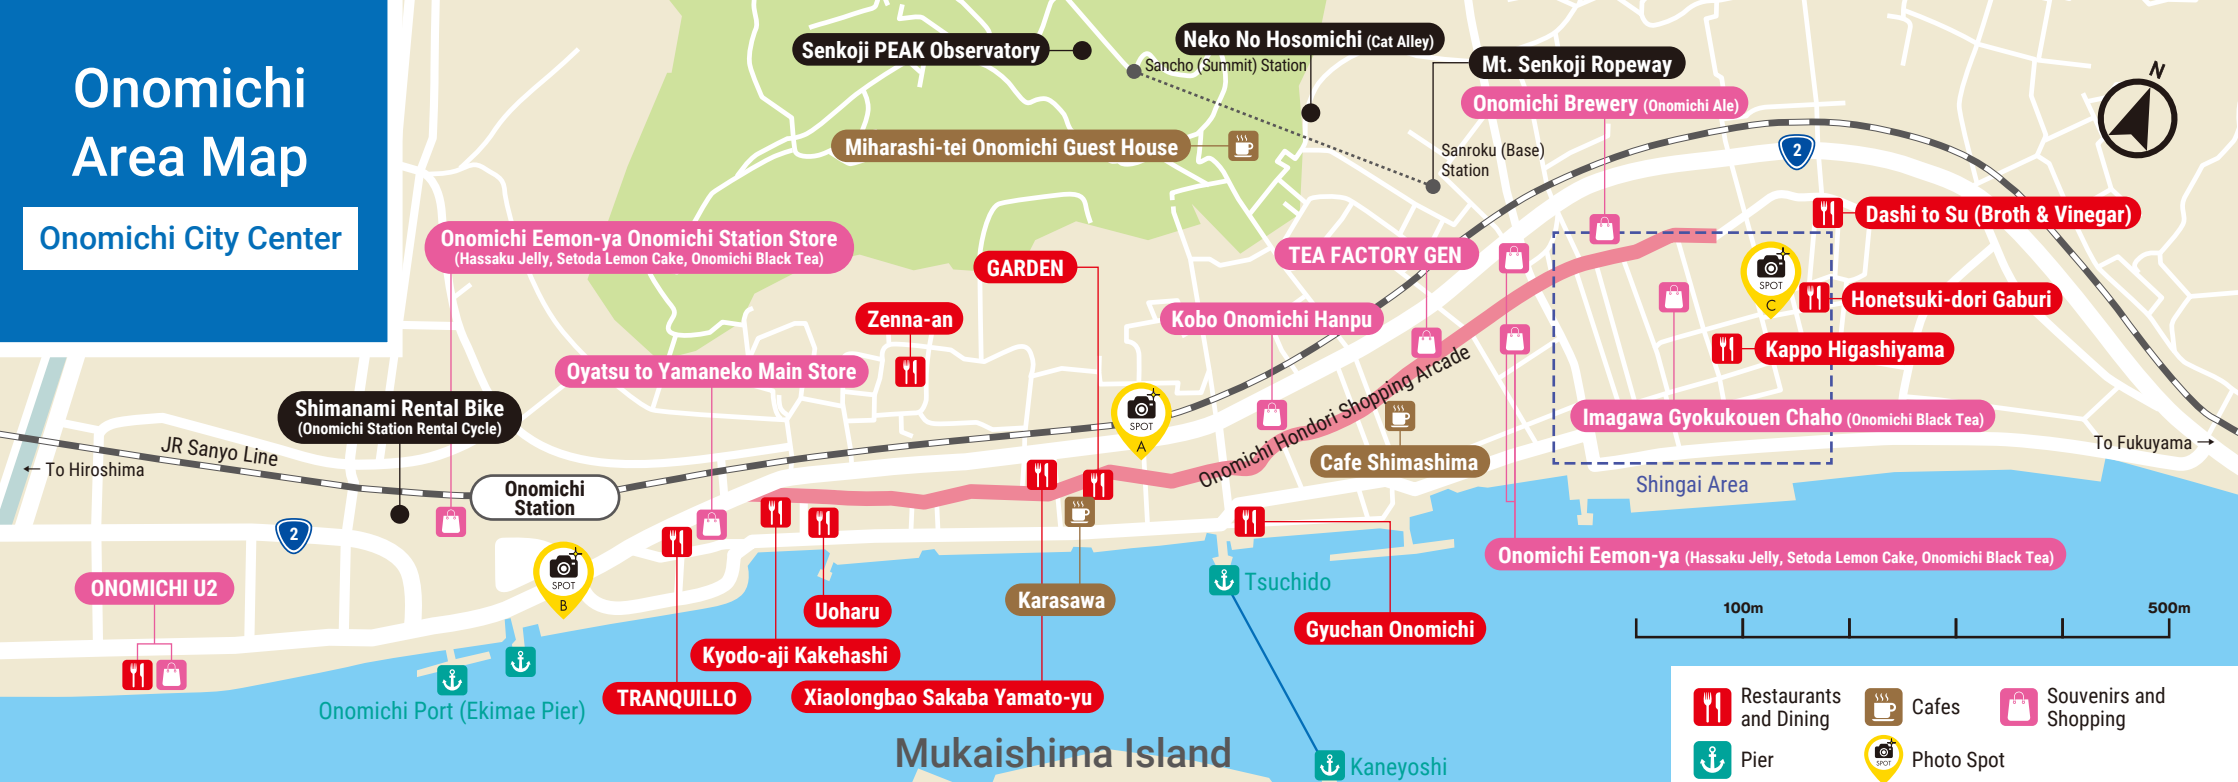 Onomichi
Area Map
Onomichi City Center
Senkoji PEAK Observatory
Neko No Hosomichi (Cat Alley)
Sancho (Summit) Station
Mt. Senkoji Ropeway
Onomichi Brewery (Onomichi Ale)
N
Miharashi-tei Onomichi Guest House
Sanroku (Base)
Station
2
Dashi to Su (Broth & Vinegar)
Onomichi Eemon-ya Onomichi Station Store
(Hassaku Jelly, Setoda Lemon Cake, Onomichi Black Tea)
GARDEN
TEA FACTORY GEN
SPOT
C
Honetsuki-dori Gaburi
Zenna-an
Kobo Onomichi Hanpu
Kappo Higashiyama
Oyatsu to Yamaneko Main Store
Onomichi Hondori Shopping Arcade
Shimanami Rental Bike
(Onomichi Station Rental Cycle)
SPOT
A
Imagawa Gyokukouen Chaho (Onomichi Black Tea)
JR Sanyo Line
← To Hiroshima
To Fukuyama →
Cafe Shimashima
Onomichi
Station
Shingai Area
2
SPOT
B
Onomichi Eemon-ya (Hassaku Jelly, Setoda Lemon Cake, Onomichi Black Tea)
ONOMICHI U2
Tsuchido
Karasawa
Uoharu
Gyuchan Onomichi
100m
500m
Kyodo-aji Kakehashi
TRANQUILLO
Xiaolongbao Sakaba Yamato-yu
Onomichi Port (Ekimae Pier)
Mukaishima Island
Kaneyoshi
Restaurants
and Dining
Cafes
Souvenirs and
Shopping
Pier
SPOT
Photo Spot